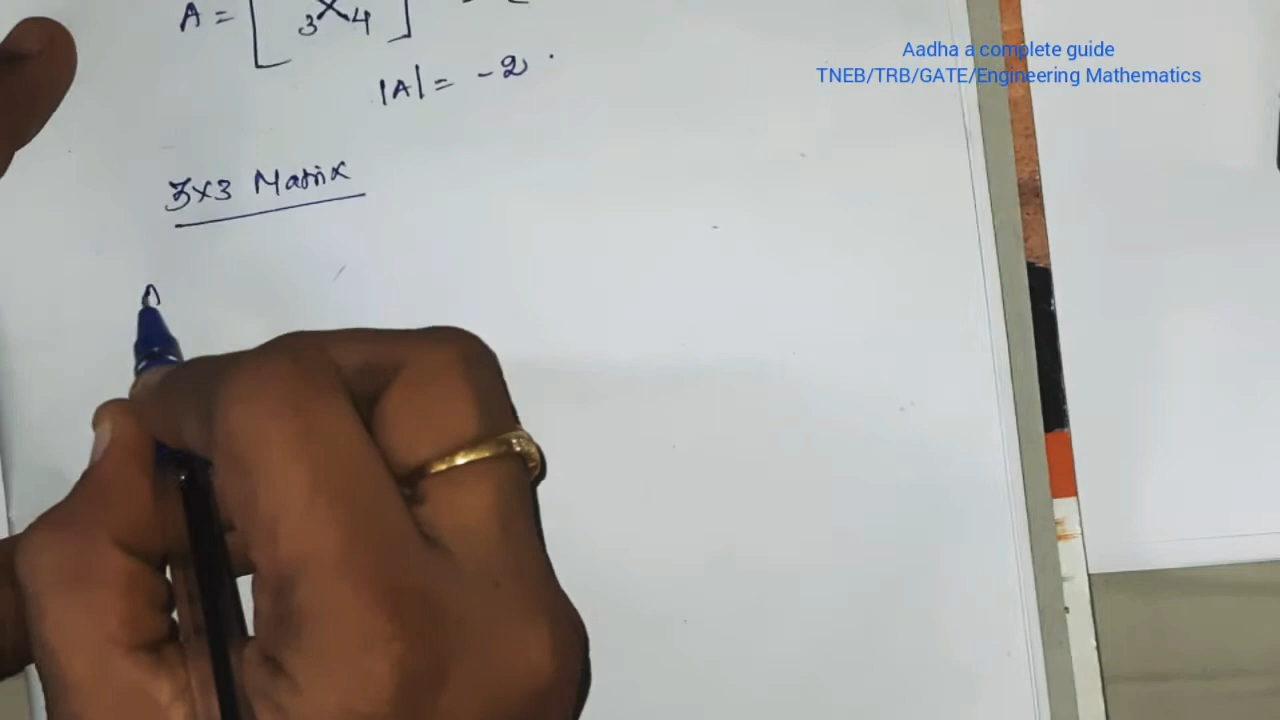 A = [ 3 4 ]
|A| = -2
3x3 Matrix
A
Aadha a complete guide
TNEB/TRB/GATE/Engineering Mathematics